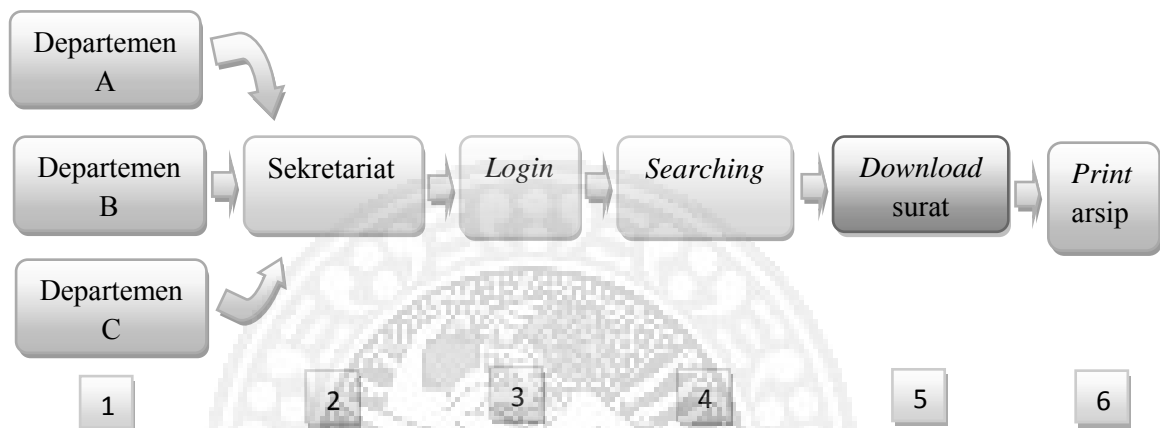 Departemen
A
Departemen
B
Departemen
C
Sekretariat
Login
Searching
Download
surat
Print
arsip
1
2
3
4
5
6